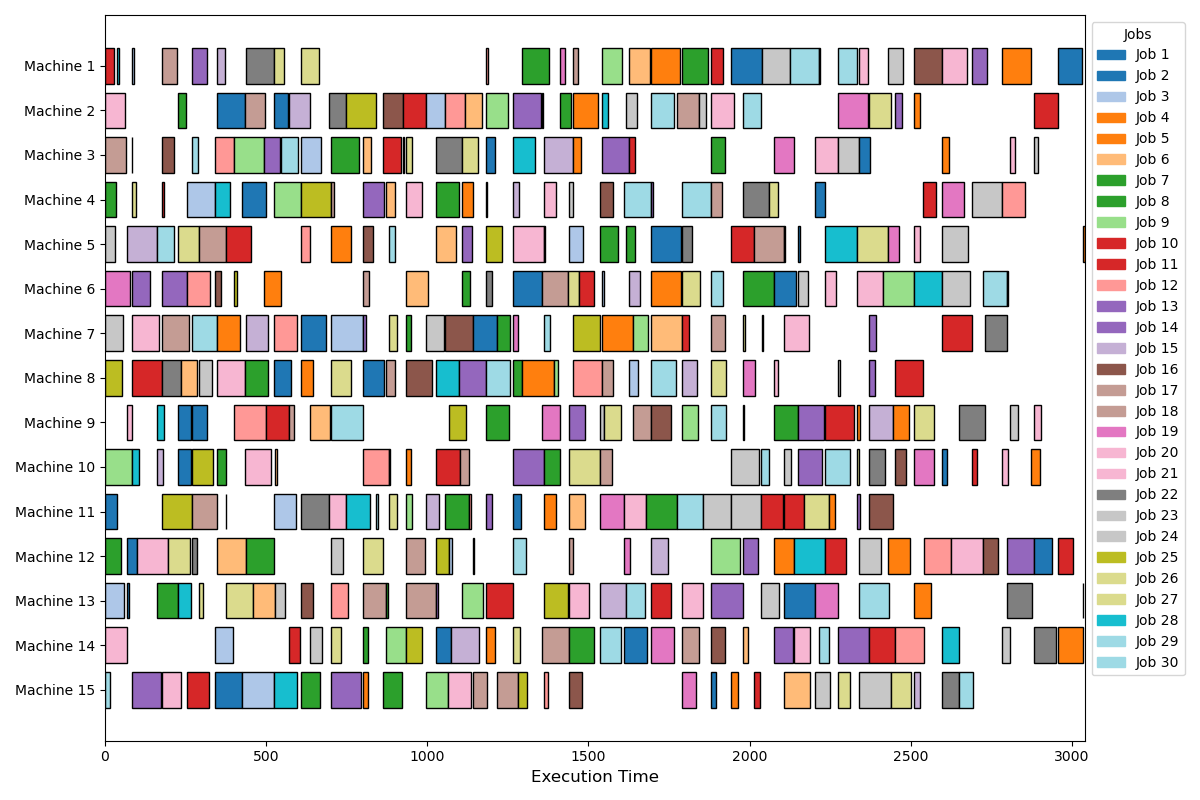 Machine 1
Machine 2
Machine 3
Machine 4
Machine 5
Machine 6
Machine 7
Machine 8
Machine 9
Machine 10
Machine 11
Machine 12
Machine 13
Machine 14
Machine 15
0 500 1000 1500 2000 2500 3000
Execution Time
Jobs
Job 1
Job 2
Job 3
Job 4
Job 5
Job 6
Job 7
Job 8
Job 9
Job 10
Job 11
Job 12
Job 13
Job 14
Job 15
Job 16
Job 17
Job 18
Job 19
Job 20
Job 21
Job 22
Job 23
Job 24
Job 25
Job 26
Job 27
Job 28
Job 29
Job 30